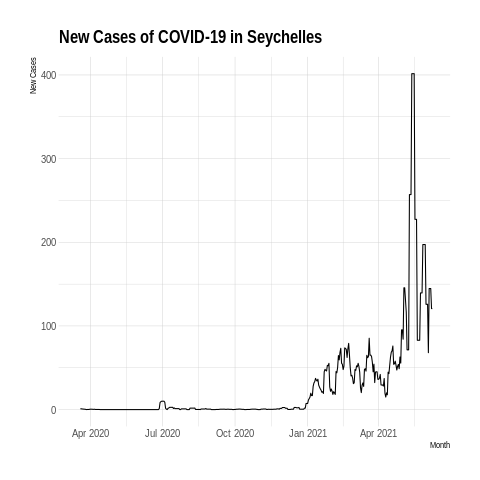 New Cases of COVID-19 in Seychelles
New Cases
400
300
200
100
0
Apr 2020 Jul 2020 Oct 2020 Jan 2021 Apr 2021
Month